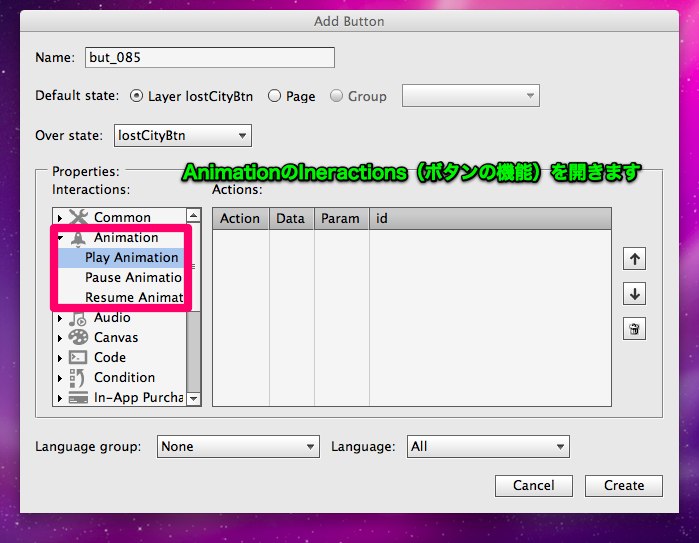 Add Button
Name: but_085
Default state: Layer lostCityBtn Page Group
Over state: lostCityBtn
Properties:
AnimationのIneractions（ボタンの機能）を開きます
Interactions: Actions:
Common
Animation
Play Animation
Pause Animatio
Resume Animat
Audio
Canvas
Code
Condition
In-App Purcha
Action Data Param id
Language group: None Language: All
Cancel Create